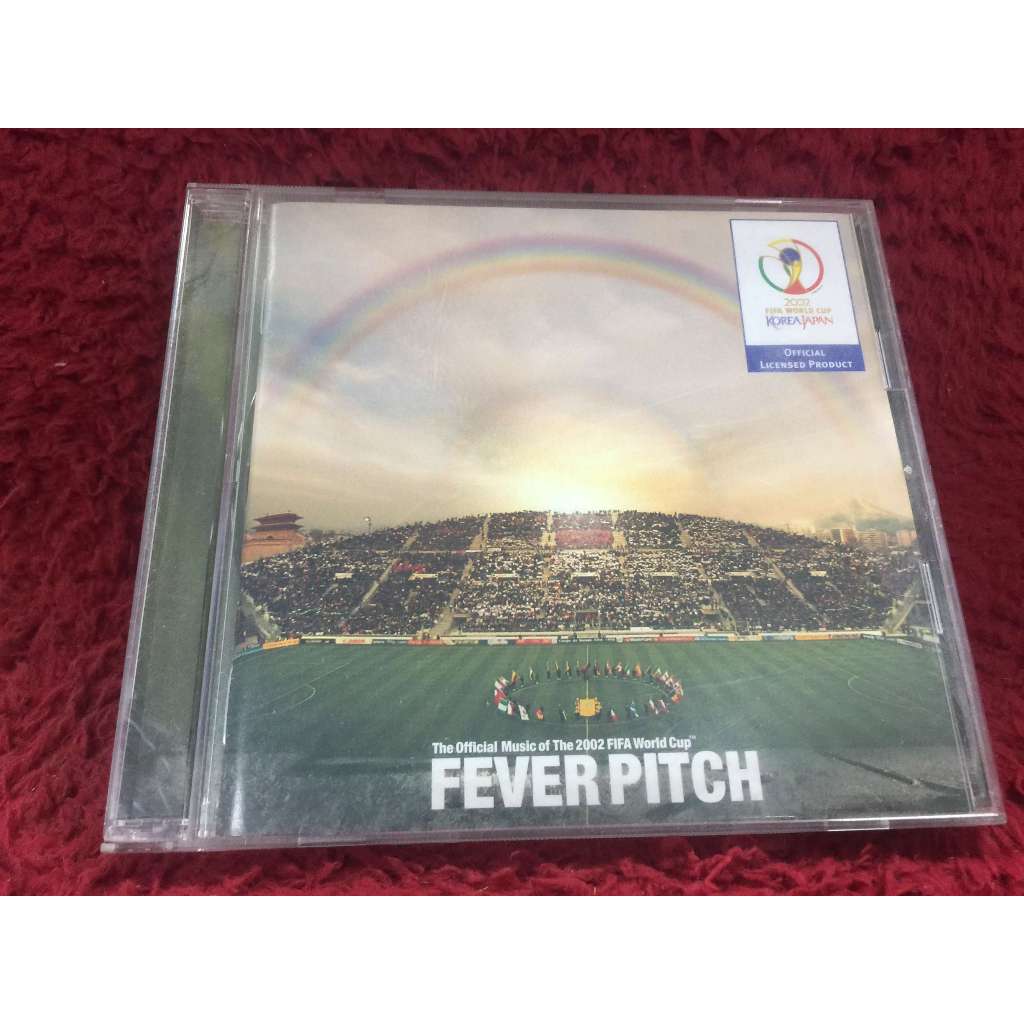 2002
FIFA WORLD CUP
KOREA JAPAN
OFFICIAL
LICENSED PRODUCT
The Official Music of The 2002 FIFA World Cup™
FEVER PITCH